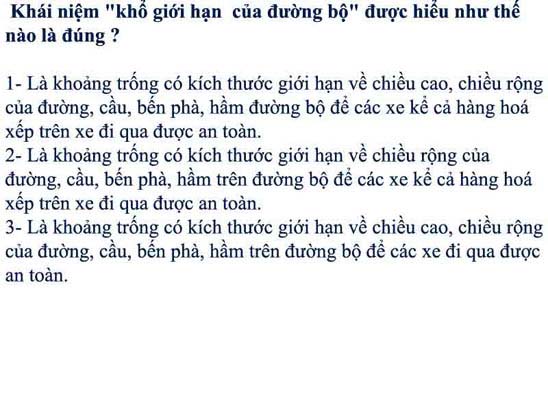 Khái niệm "khổ giới hạn của đường bộ" được hiểu như thế
nào là đúng ?
1- Là khoảng trống có kích thước giới hạn về chiều cao, chiều rộng
của đường, cầu, bến phà, hầm đường bộ để các xe kể cả hàng hoá
xếp trên xe đi qua được an toàn.
2- Là khoảng trống có kích thước giới hạn về chiều rộng của
đường, cầu, bến phà, hầm trên đường bộ để các xe kể cả hàng hoá
xếp trên xe đi qua được an toàn.
3- Là khoảng trống có kích thước giới hạn về chiều cao, chiều rộng
của đường, cầu, bến phà, hầm trên đường bộ để các xe đi qua được
an toàn.